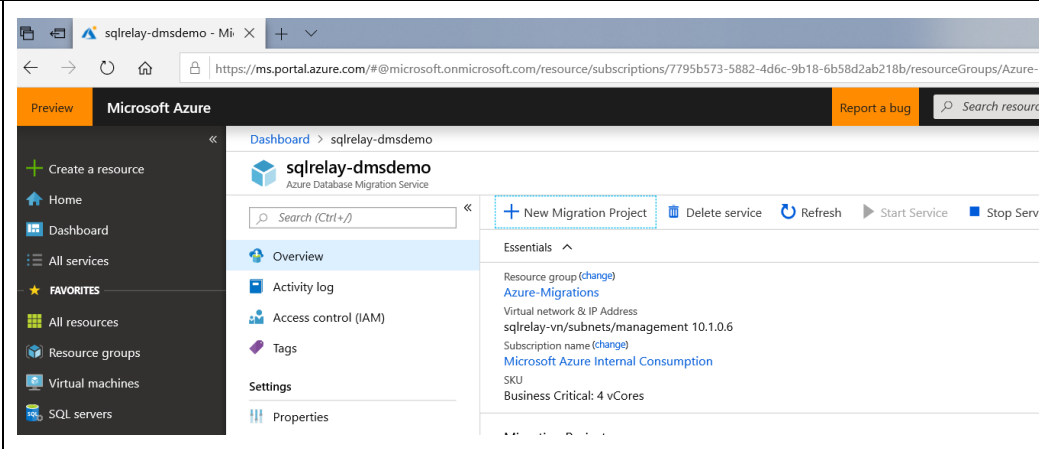 sqlrelay-dmsdemo - Mi
https://ms.portal.azure.com/#@microsoft.onmicrosoft.com/resource/subscriptions/7795b573-5882-4d6c-9b18-6b58d2ab218b/resourceGroups/Azure-
Preview Microsoft Azure Report a bug Search resourc
Dashboard > sqlrelay-dmsdemo
sqlrelay-dmsdemo
Azure Database Migration Service
Create a resource
Home
Dashboard
All services
FAVORITES
All resources
Resource groups
Virtual machines
SQL servers
Search (Ctrl+/)
Overview
Activity log
Access control (IAM)
Tags
Settings
Properties
New Migration Project Delete service Refresh Start Service Stop Serv
Essentials
Resource group (change)
Azure-Migrations
Virtual network & IP Address
sqlrelay-vn/subnets/management 10.1.0.6
Subscription name (change)
Microsoft Azure Internal Consumption
SKU
Business Critical: 4 vCores